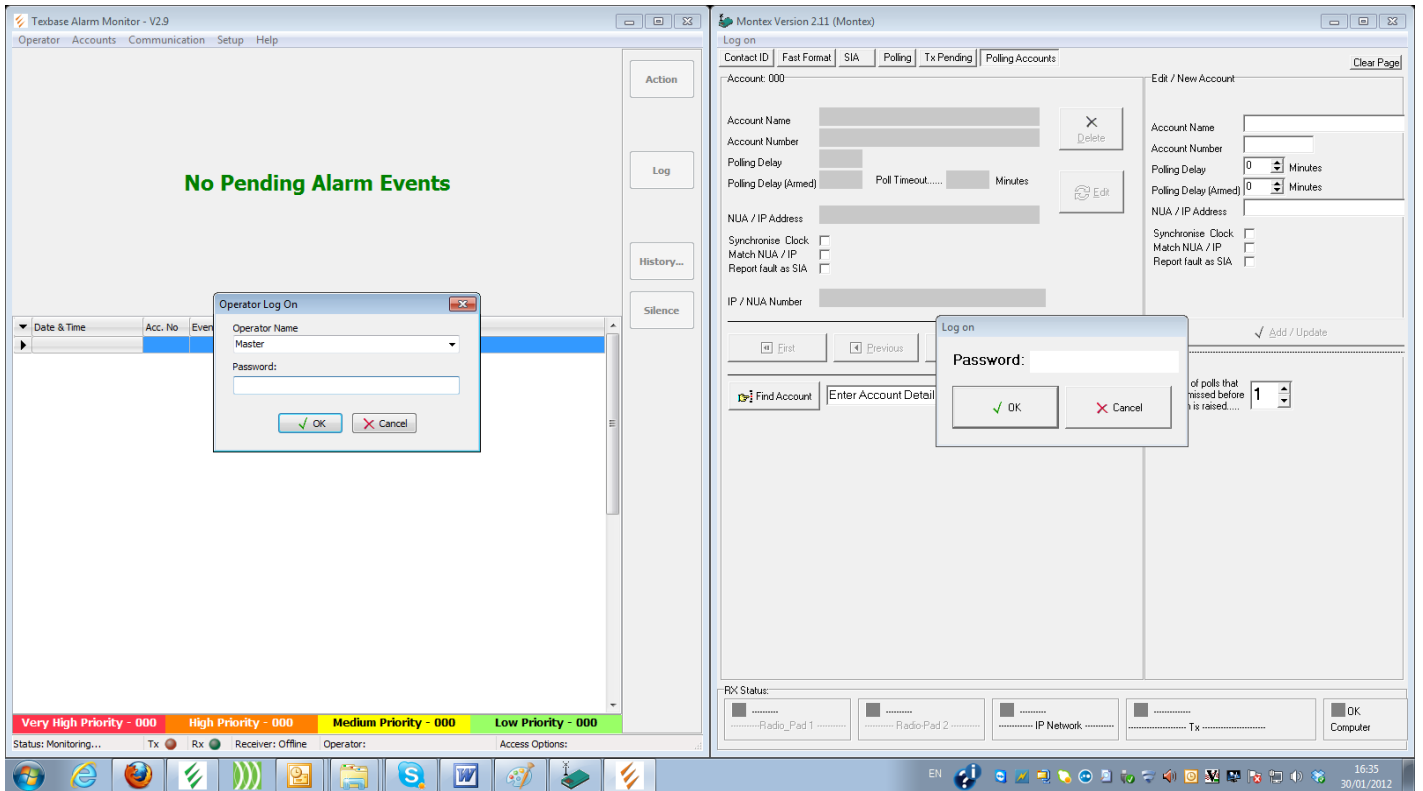 Texbase Alarm Monitor - V2.9
Operator Accounts Communication Setup Help
Action
Log
History...
Silence
No Pending Alarm Events
Date & Time Acc. No Even
Operator Log On
Operator Name
Master
Password:
OK Cancel
Very High Priority - 000 High Priority - 000 Medium Priority - 000 Low Priority - 000
Status: Monitoring... Tx Rx Receiver: Offline Operator: Access Options:
Montex Version 2.11 (Montex)
Log on
Contact ID Fast Format SIA Polling Tx Pending Polling Accounts
Clear Page
Account: 000
Account Name
Account Number
Polling Delay
Polling Delay (Armed) Poll Timeout...... Minutes
NUA / IP Address
Synchronise Clock
Match NUA / IP
Report fault as SIA
IP / NUA Number
Delete
Edit
First Previous
Find Account Enter Account Detail
Edit / New Account
Account Name
Account Number
Polling Delay 0 Minutes
Polling Delay (Armed) 0 Minutes
NUA / IP Address
Synchronise Clock
Match NUA / IP
Report fault as SIA
Add / Update
of polls that
missed before
is raised..... 1
Log on
Password:
OK Cancel
RX Status:
Radio_Pad 1
Radio-Pad 2
IP Network
Tx
OK
Computer
EN
16:35
30/01/2012